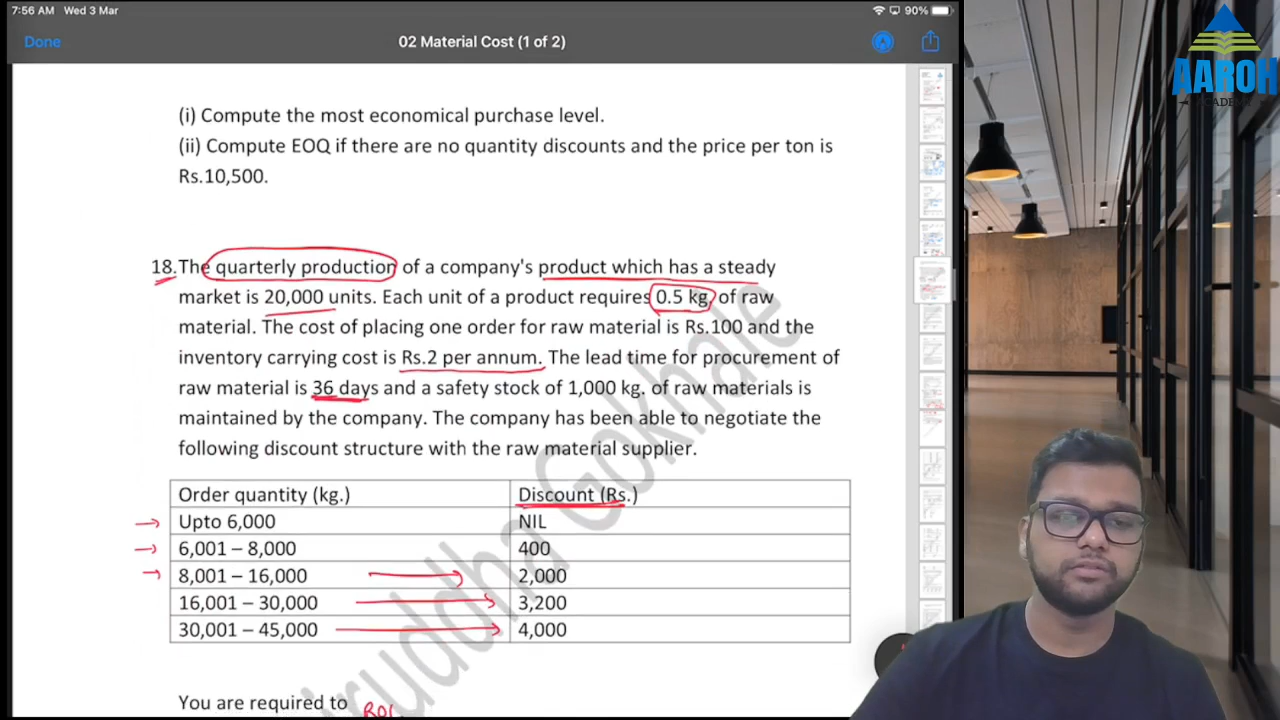 7:56 AM Wed 3 Mar
90%
Done
02 Material Cost (1 of 2)
AAROH
(i) Compute the most economical purchase level.
(ii) Compute EOQ if there are no quantity discounts and the price per ton is
Rs.10,500.
18.The quarterly production of a company's product which has a steady
market is 20,000 units. Each unit of a product requires 0.5 kg of raw
material. The cost of placing one order for raw material is Rs.100 and the
inventory carrying cost is Rs.2 per annum. The lead time for procurement of
raw material is 36 days and a safety stock of 1,000 kg. of raw materials is
maintained by the company. The company has been able to negotiate the
following discount structure with the raw material supplier.
Order quantity (kg.) Discount (Rs.)
Upto 6,000 NIL
6,001 – 8,000 400
8,001 – 16,000 2,000
16,001 – 30,000 3,200
30,001 – 45,000 4,000
You are required to
Gokhale